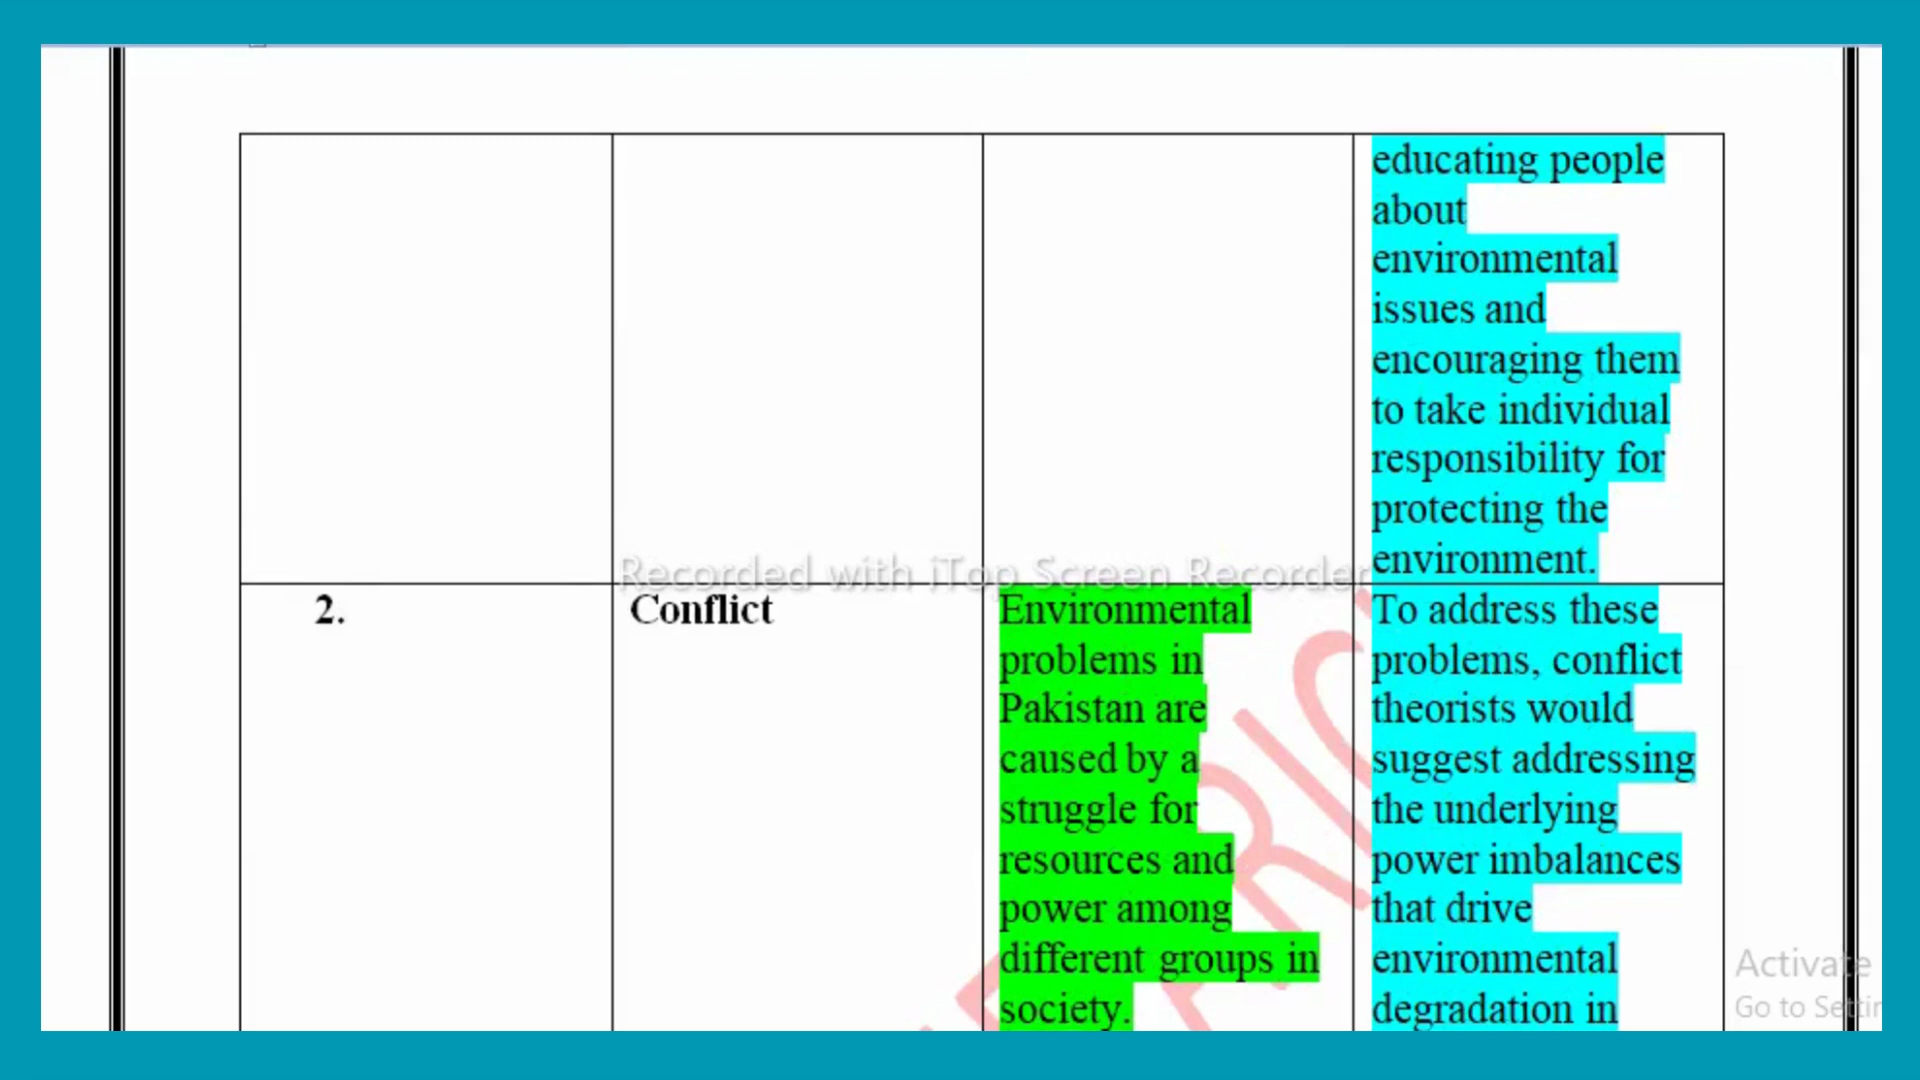 educating people
about
environmental
issues and
encouraging them
to take individual
responsibility for
protecting the
environment.
Recorded with iTop Screen Recorder
2.
Conflict
Environmental
problems in
Pakistan are
caused by a
struggle for
resources and
power among
different groups in
society.
To address these
problems, conflict
theorists would
suggest addressing
the underlying
power imbalances
that drive
environmental
degradation in
Activate
Go to